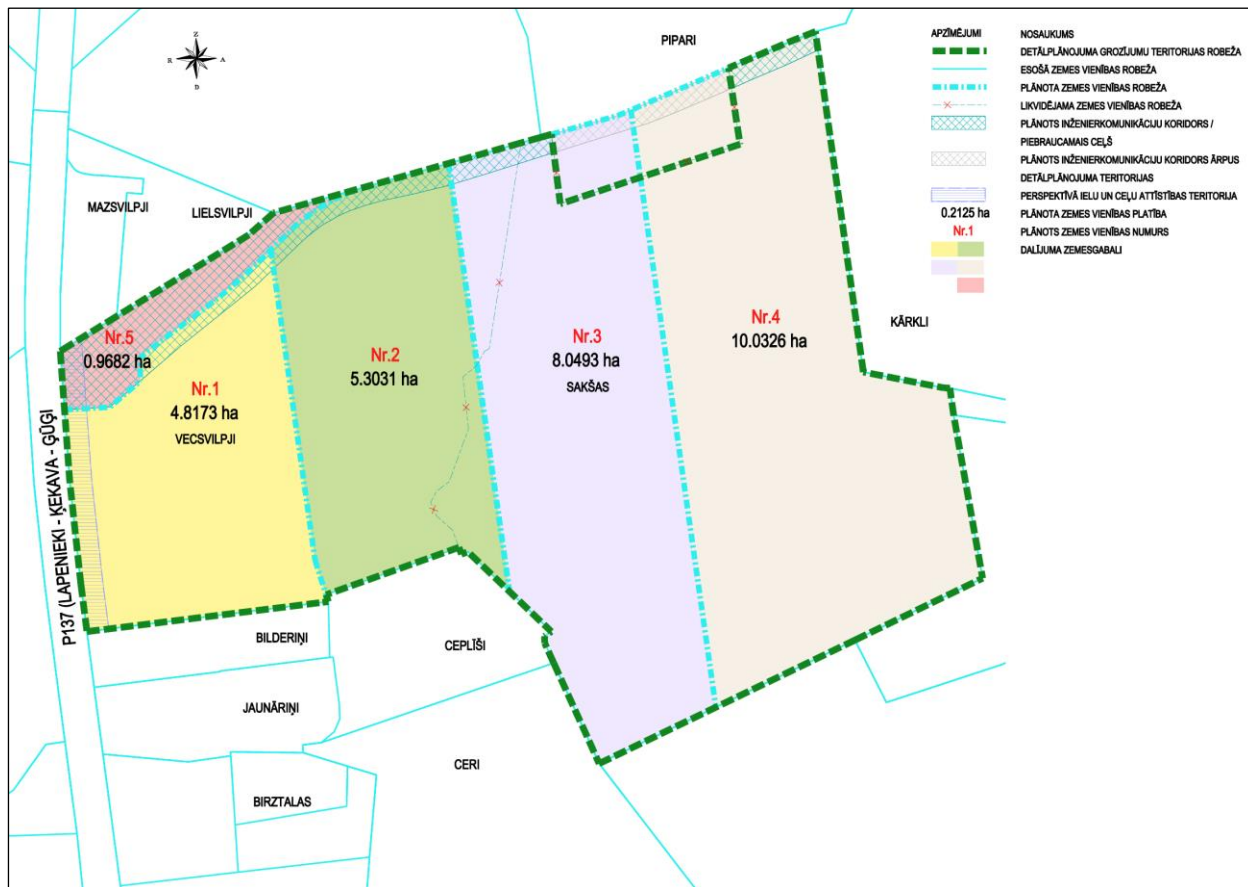 Z
R
A
D
PIPARI
MAZSVILPJI
LIELSVILPJI
Nr.5
0.9682 ha
Nr.1
4.8173 ha
VECSVILPJI
Nr.2
5.3031 ha
Nr.3
8.0493 ha
SAKŠAS
Nr.4
10.0326 ha
KĀRKLI
P137 (LAPENIEKI - ĶEKAVA - ĢŪĢI
BILDERIŅI
CEPLĪŠI
JAUNĀRIŅI
CERI
BIRZTALAS
APZĪMĒJUMI NOSAUKUMS
DETĀLPLĀNOJUMA GROZĪJUMU TERITORIJAS ROBEŽA
ESOŠĀ ZEMES VIENĪBAS ROBEŽA
PLĀNOTA ZEMES VIENĪBAS ROBEŽA
LIKVIDĒJAMA ZEMES VIENĪBAS ROBEŽA
PLĀNOTS INŽENIERKOMUNIKĀCIJU KORIDORS /
PIEBRAUCAMAIS CEĻŠ
PLĀNOTS INŽENIERKOMUNIKĀCIJU KORIDORS ĀRPUS
DETĀLPLĀNOJUMA TERITORIJAS
PERSPEKTĪVĀ IELU UN CEĻU ATTĪSTĪBAS TERITORIJA
0.2125 ha PLĀNOTA ZEMES VIENĪBAS PLATĪBA
Nr.1 PLĀNOTS ZEMES VIENĪBAS NUMURS
DALĪJUMA ZEMESGABALI